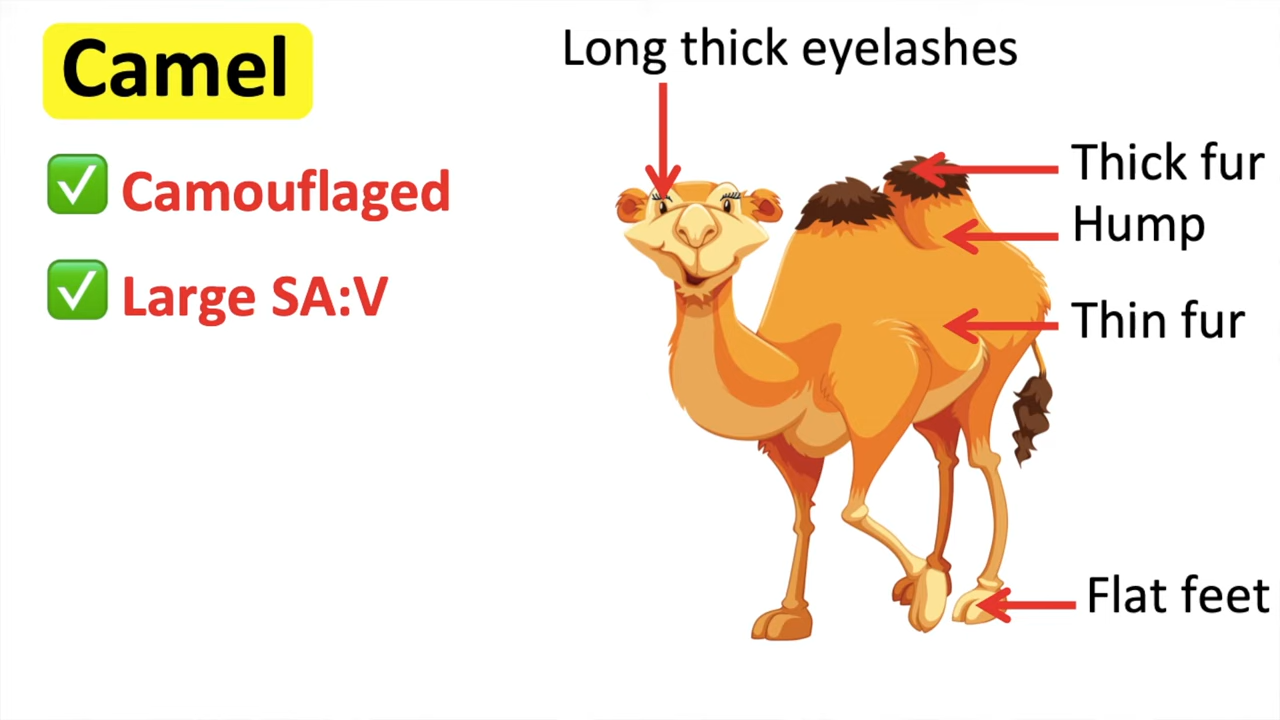 Camel
Camouflaged
Large SA:V
Long thick eyelashes
Thick fur
Hump
Thin fur
Flat feet